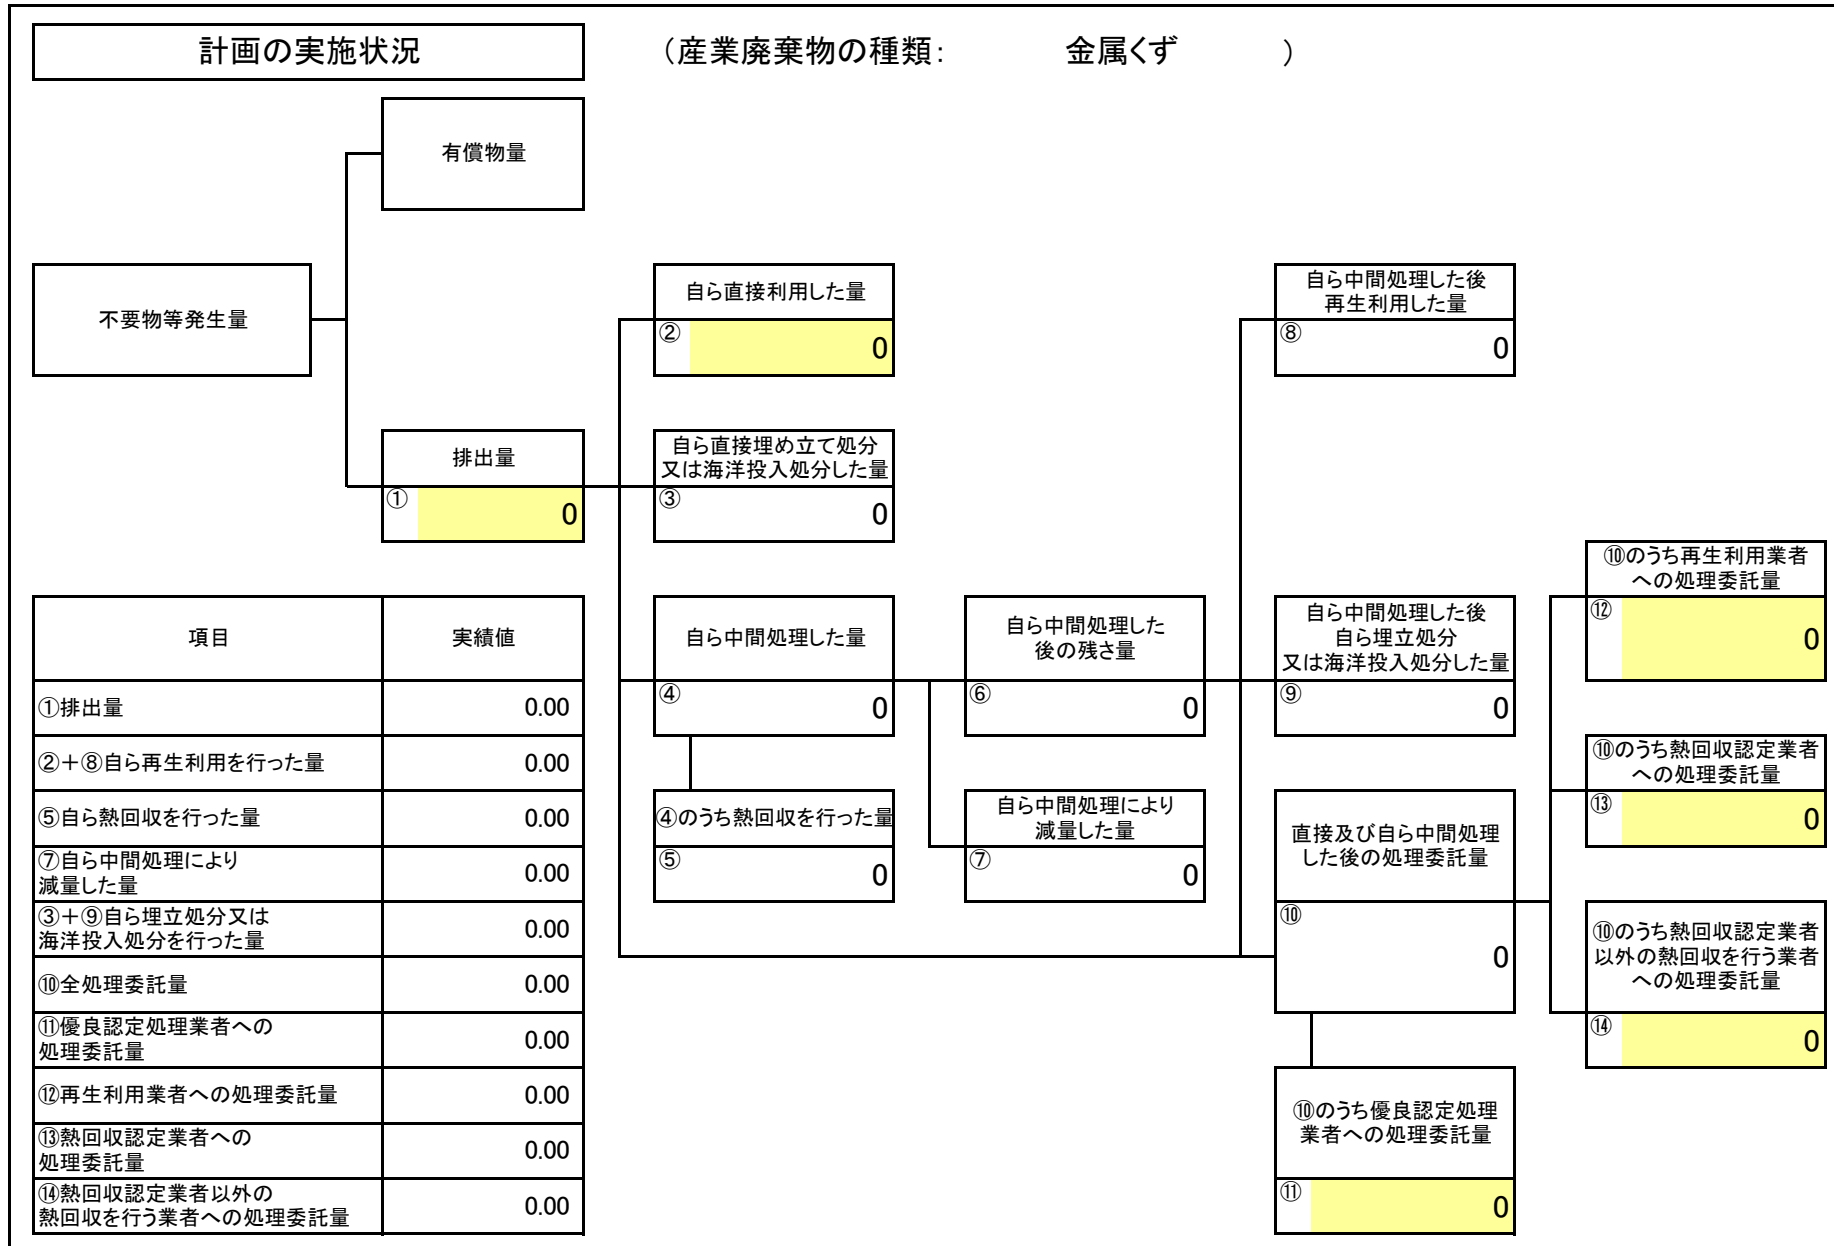 計画の実施状況
（産業廃棄物の種類： 金属くず ）
有償物量
不要物等発生量
自ら直接利用した量
② 0
自ら中間処理した後
再生利用した量
⑧ 0
排出量
① 0
自ら直接埋め立て処分
又は海洋投入処分した量
③ 0
⑩のうち再生利用業者
への処理委託量
⑫ 0
自ら中間処理した量
④ 0
自ら中間処理した
後の残さ量
⑥ 0
自ら中間処理した後
自ら埋立処分
又は海洋投入処分した量
⑨ 0
⑩のうち熱回収認定業者
への処理委託量
⑬ 0
④のうち熱回収を行った量
⑤ 0
自ら中間処理により
減量した量
⑦ 0
直接及び自ら中間処理
した後の処理委託量
⑩ 0
⑩のうち熱回収認定業者
以外の熱回収を行う業者
への処理委託量
⑭ 0
⑩のうち優良認定処理
業者への処理委託量
⑪ 0
項目 実績値
①排出量 0.00
②＋⑧自ら再生利用を行った量 0.00
⑤自ら熱回収を行った量 0.00
⑦自ら中間処理により
減量した量 0.00
③＋⑨自ら埋立処分又は
海洋投入処分を行った量 0.00
⑩全処理委託量 0.00
⑪優良認定処理業者への
処理委託量 0.00
⑫再生利用業者への処理委託量 0.00
⑬熱回収認定業者への
処理委託量 0.00
⑭熱回収認定業者以外の
熱回収を行う業者への処理委託量 0.00